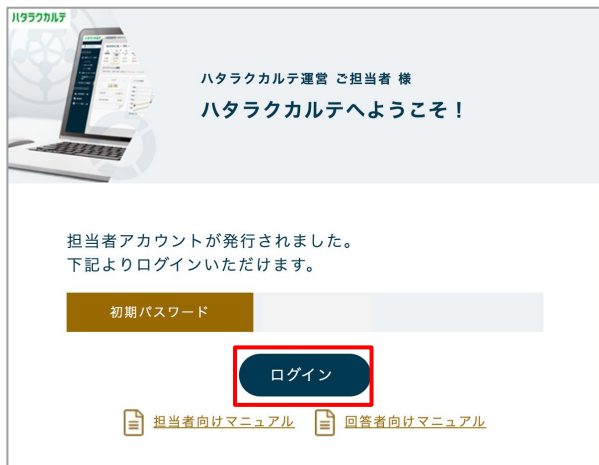 ハタラクカルテ
ハタラクカルテ運営 ご担当者 様
ハタラクカルテへようこそ！
担当者アカウントが発行されました。
下記よりログインいただけます。
初期パスワード
ログイン
担当者向けマニュアル 回答者向けマニュアル